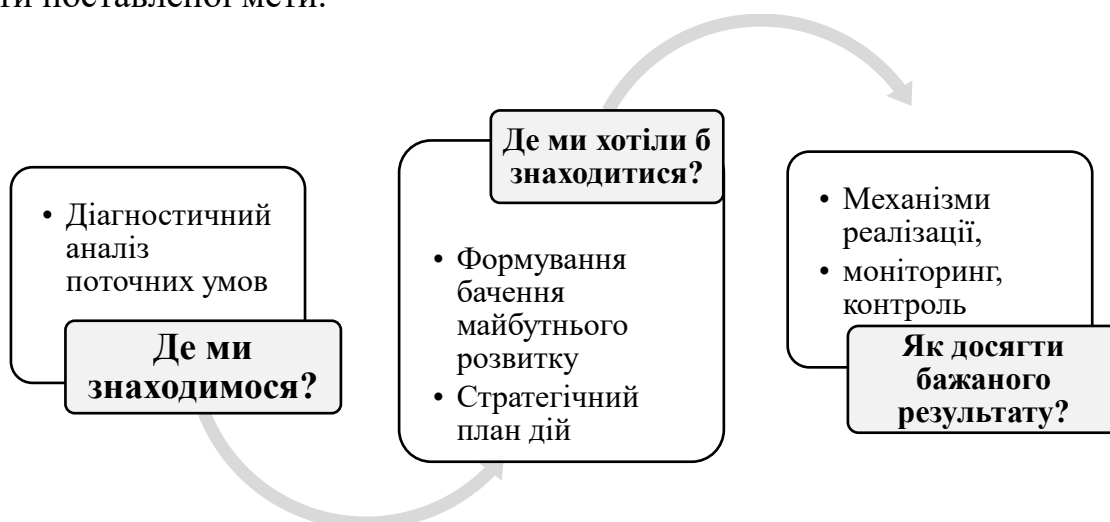 поставленої мети.
• Діагностичний
аналіз
поточних умов
Де ми
знаходимося?
Де ми хотіли б
знаходитися?
• Формування
бачення
майбутнього
розвитку
• Стратегічний
план дій
• Механізми
реалізації,
• моніторинг,
контроль
Як досягти
бажаного
результату?